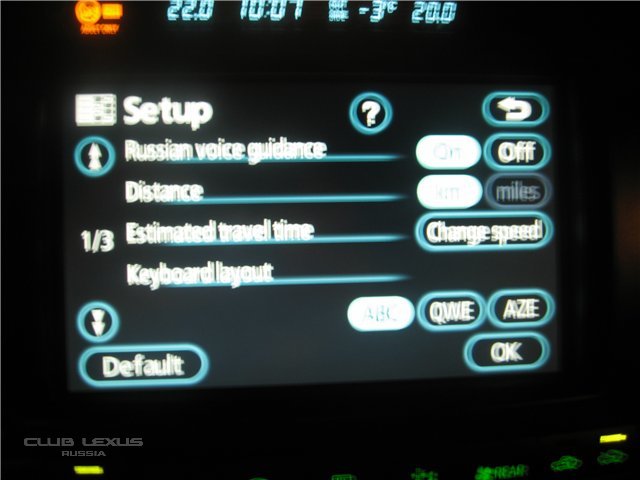 22.0 10:07 -3°C 20.0
Setup ?
Russian voice guidance On Off
Distance km miles
1/3 Estimated travel time Change speed
Keyboard layout
ABC QWE AZE
Default OK
CLUB LEXUS
RUSSIA
REAR